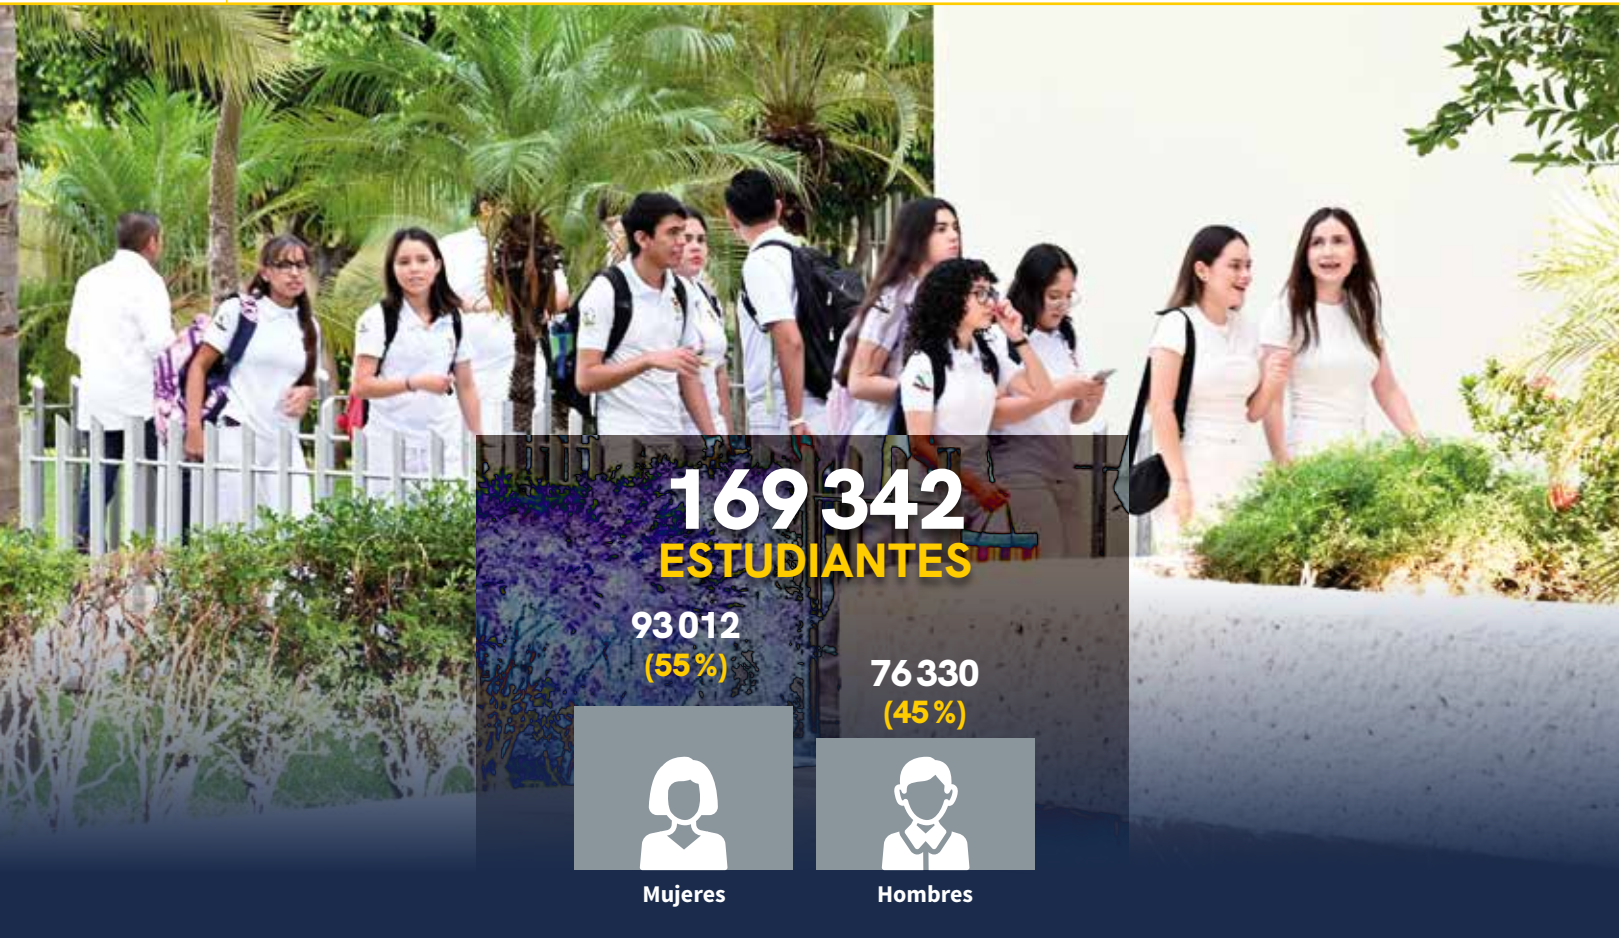 169 342
ESTUDIANTES
93 012
(55 %)
76 330
(45 %)
Mujeres
Hombres